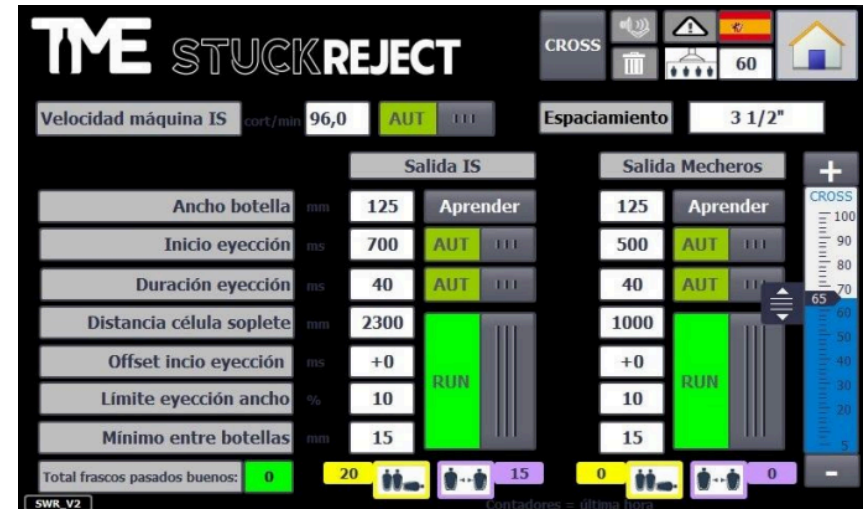 TME STUCKREJECT
CROSS
60
Velocidad máquina IS cort/min 96,0 AUT
Espaciamiento 3 1/2"
Salida IS
Salida Mecheros
+
Ancho botella mm 125 Aprender 125 Aprender
Inicio eyección ms 700 AUT 500 AUT
Duración eyección ms 40 AUT 40 AUT
Distancia célula soplete mm 2300 1000
Offset incio eyección ms +0 RUN +0 RUN
Límite eyección ancho % 10 10
Mínimo entre botellas mm 15 15
CROSS
100
90
80
70
65
60
50
40
30
20
5
-
Total frascos pasados buenos: 0
20 15
0 0
SWR_V2
Contadores = última hora